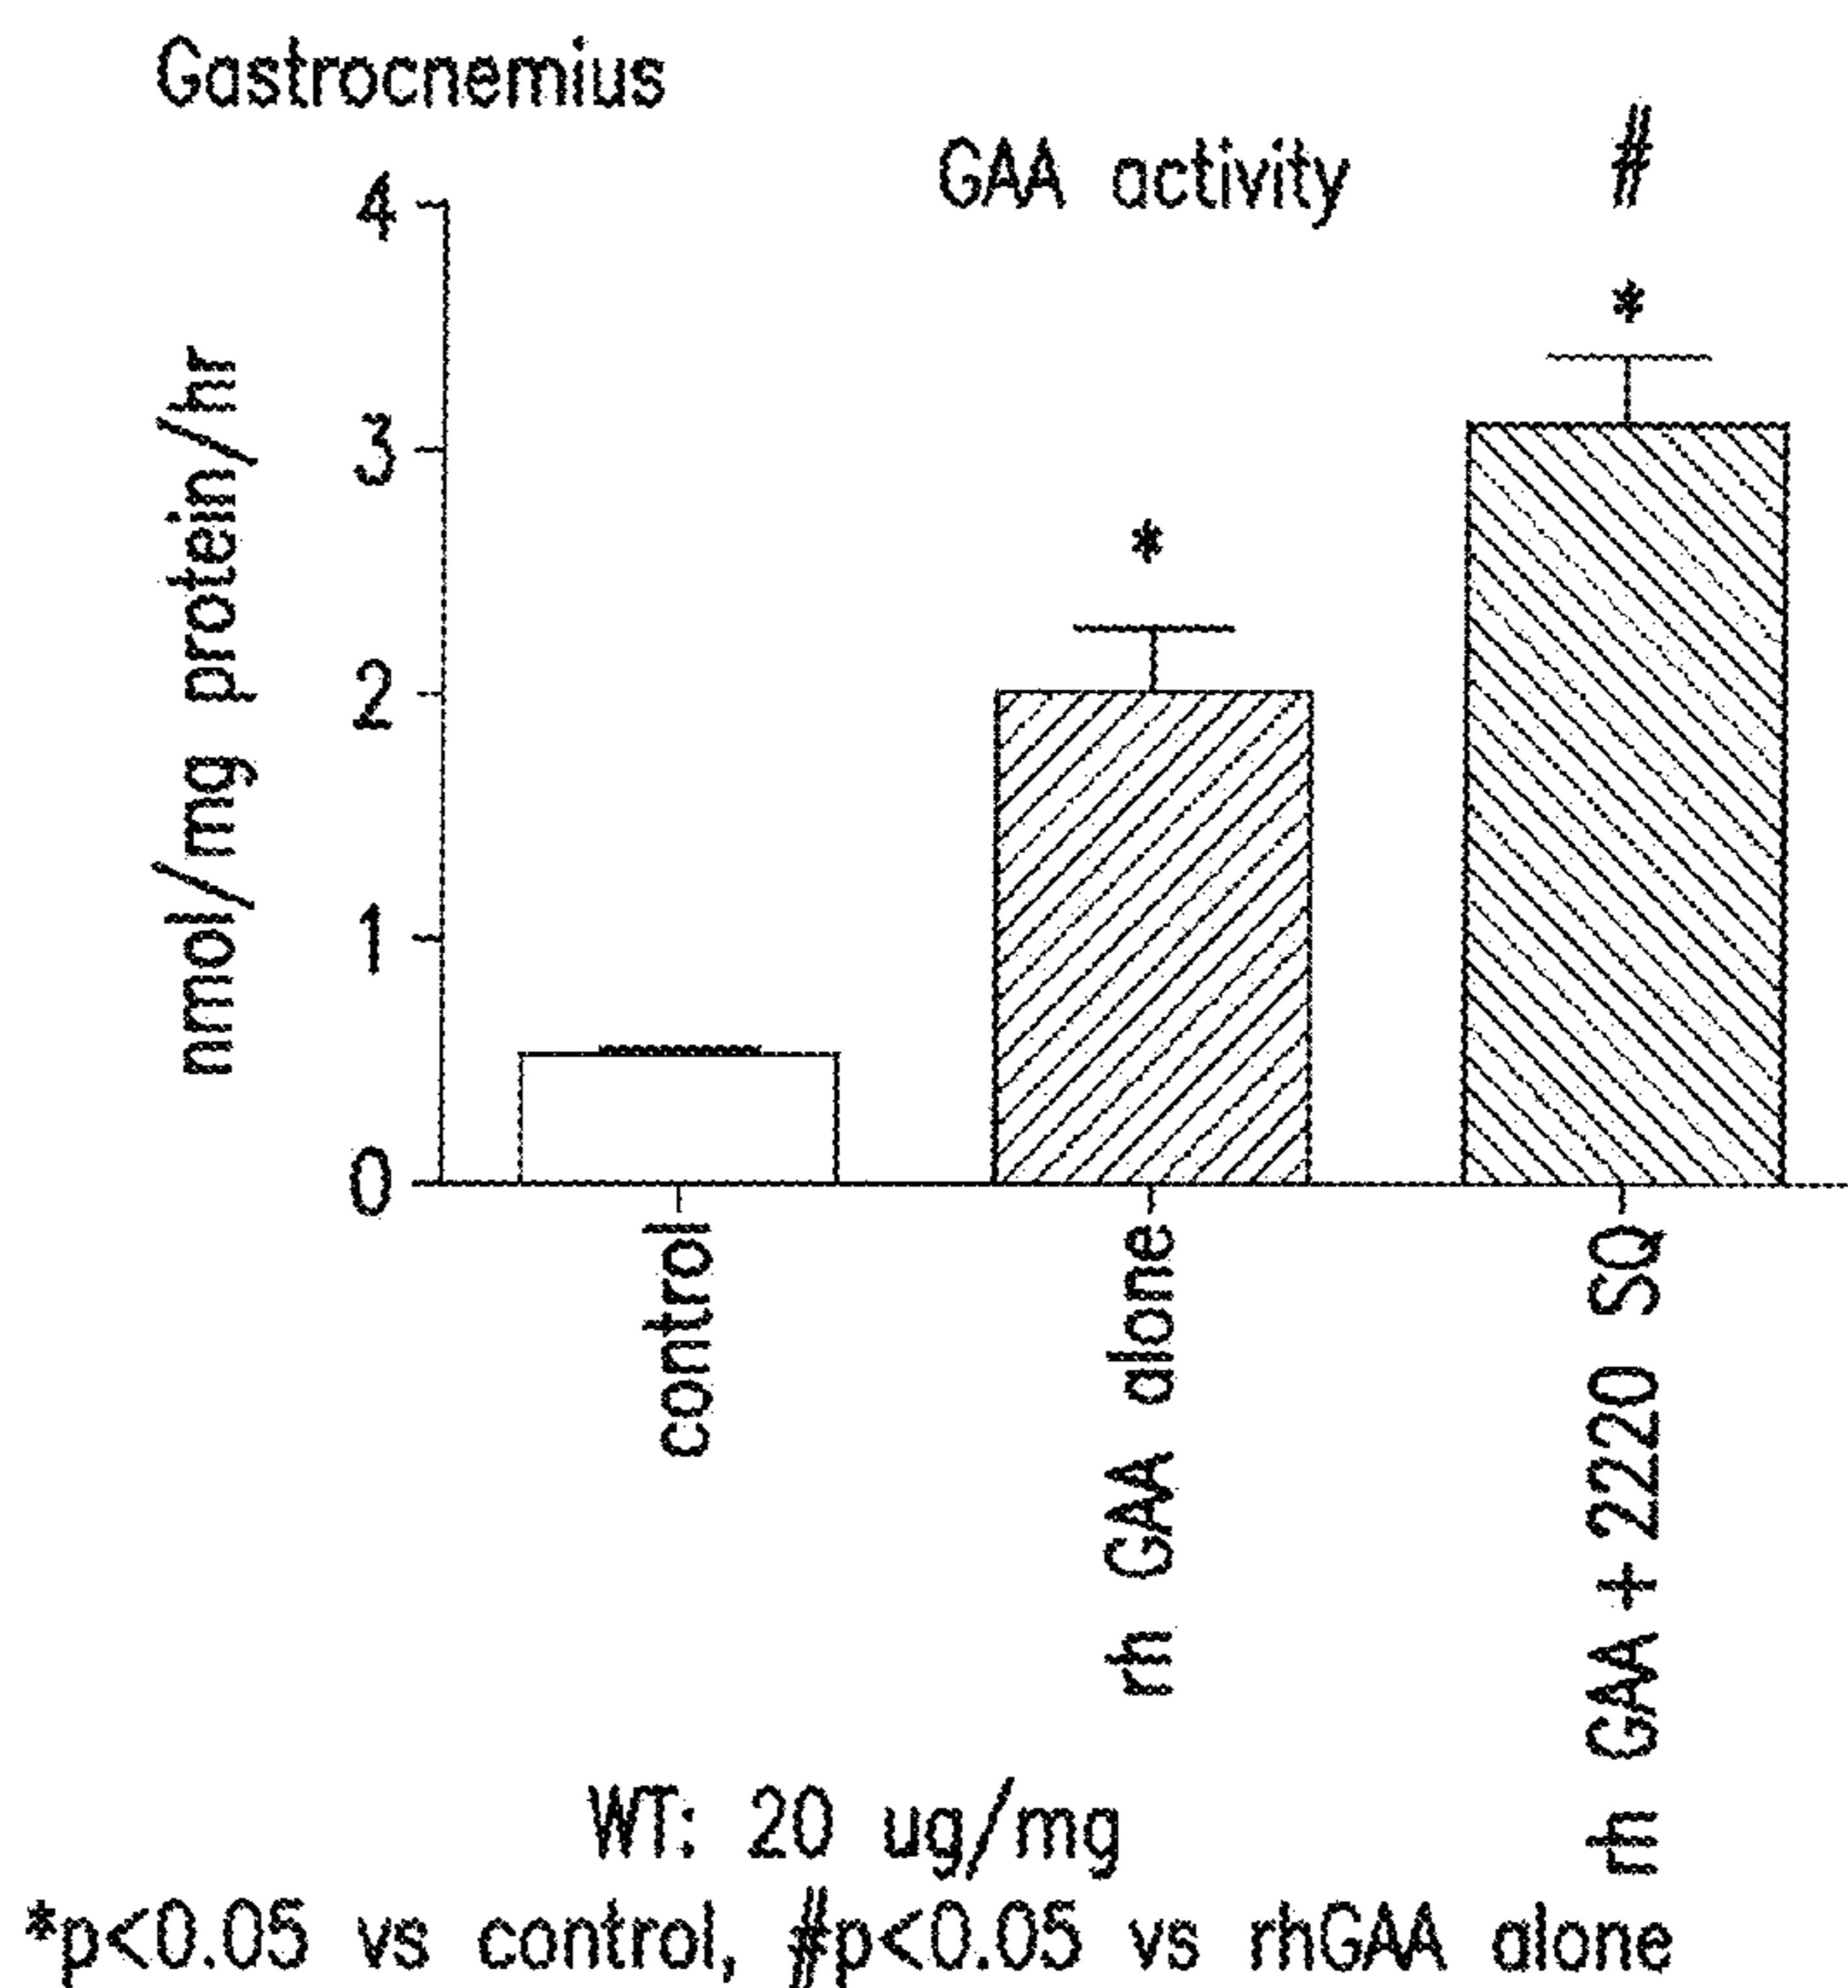 Gastrocnemius
GAA activity
#
*
*
nmol/mg protein/hr
4
3
2
1
0
control
rh GAA alone
rh GAA + 2220 SQ
WT: 20 ug/mg
*p<0.05 vs control, #p<0.05 vs rhGAA alone